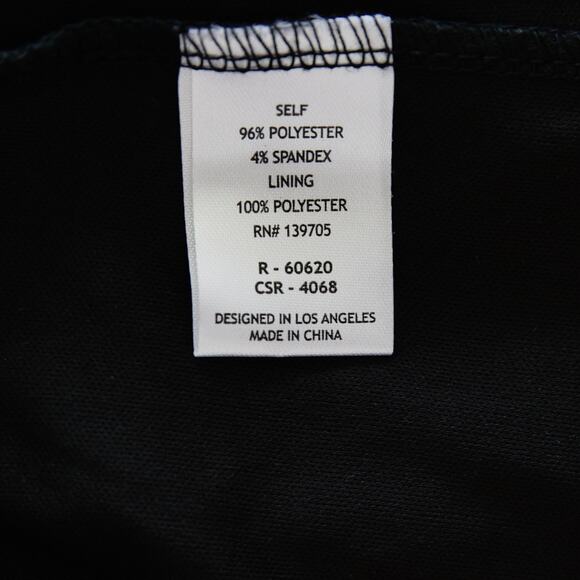 SELF
96% POLYESTER
4% SPANDEX
LINING
100% POLYESTER
RN# 139705
R - 60620
CSR - 4068
DESIGNED IN LOS ANGELES
MADE IN CHINA